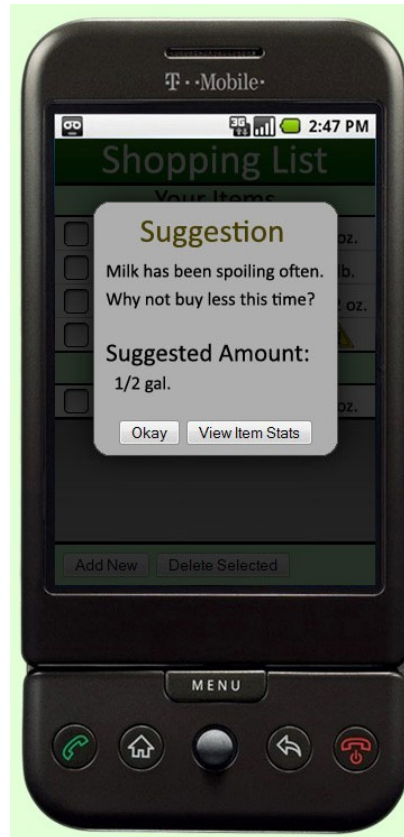 T··Mobile·
3G 2:47 PM
Shopping List
Your Items
Suggestion
oz.
Milk has been spoiling often.
lb.
Why not buy less this time?
oz.
Suggested Amount:
1/2 gal.
oz.
Okay View Item Stats
Add New Delete Selected
MENU